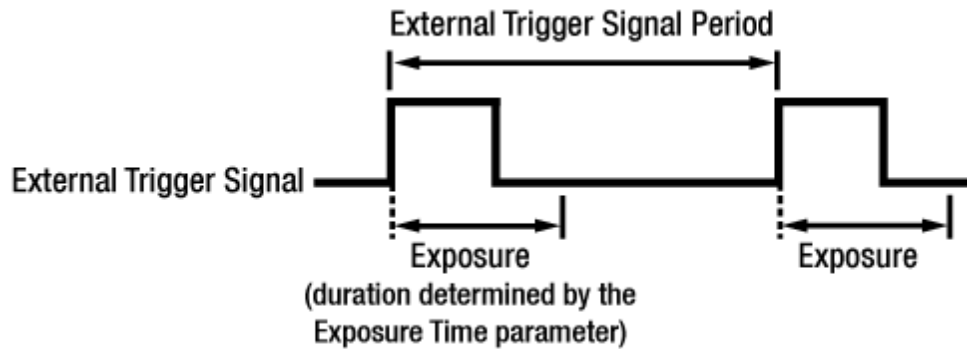 External Trigger Signal Period
External Trigger Signal
Exposure
(duration determined by the
Exposure Time parameter)
Exposure